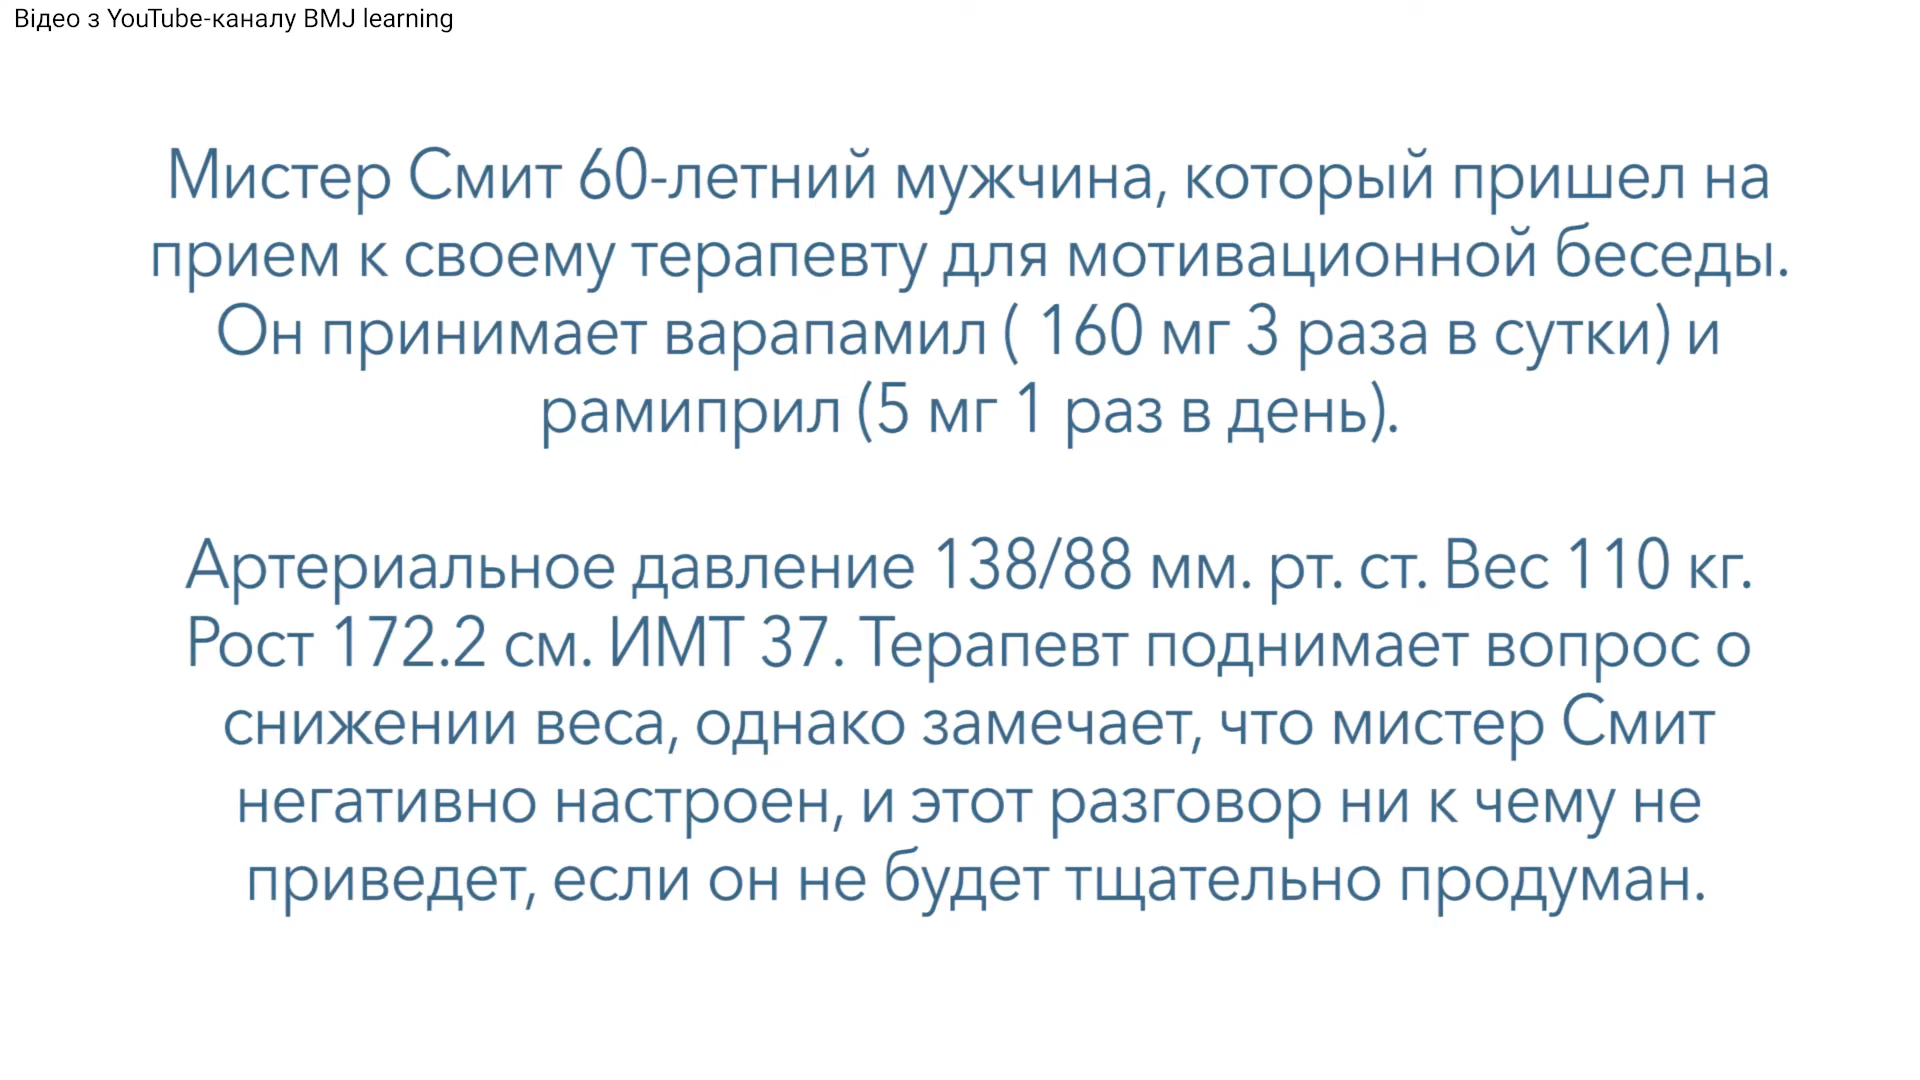 Відео з YouTube-каналу BMJ learning
Мистер Смит 60-летний мужчина, который пришел на
прием к своему терапевту для мотивационной беседы.
Он принимает варапамил ( 160 мг 3 раза в сутки) и
рамиприл (5 мг 1 раз в день).
Артериальное давление 138/88 мм. рт. ст. Вес 110 кг.
Рост 172.2 см. ИМТ 37. Терапевт поднимает вопрос о
снижении веса, однако замечает, что мистер Смит
негативно настроен, и этот разговор ни к чему не
приведет, если он не будет тщательно продуман.